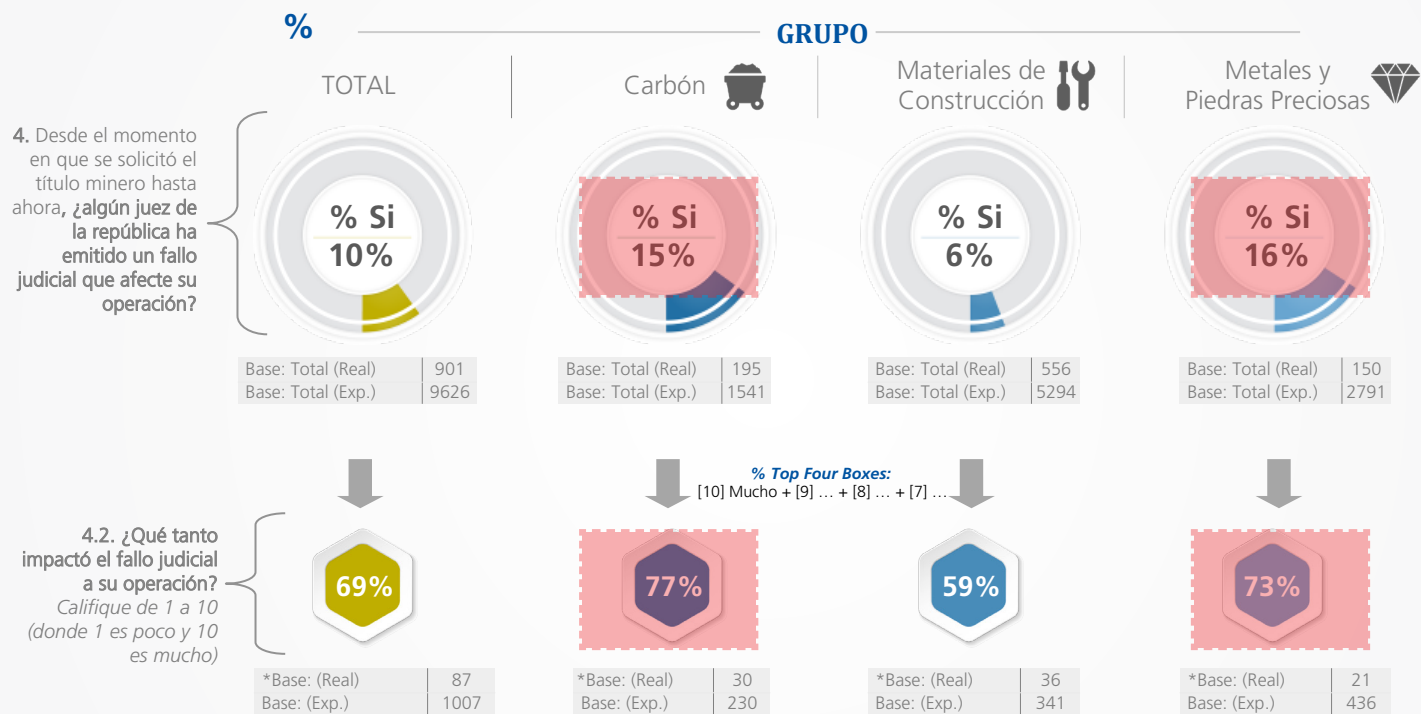 %
GRUPO
TOTAL
Carbón
Materiales de
Construcción
Metales y
Piedras Preciosas
4. Desde el momento
en que se solicitó el
título minero hasta
ahora, ¿algún juez de
la república ha
emitido un fallo
judicial que afecte su
operación?
% Si
10%
% Si
15%
% Si
6%
% Si
16%
Base: Total (Real) 901
Base: Total (Exp.) 9626
Base: Total (Real) 195
Base: Total (Exp.) 1541
Base: Total (Real) 556
Base: Total (Exp.) 5294
Base: Total (Real) 150
Base: Total (Exp.) 2791
% Top Four Boxes:
[10] Mucho + [9] … + [8] … + [7] …
4.2. ¿Qué tanto
impactó el fallo judicial
a su operación?
Califique de 1 a 10
(donde 1 es poco y 10
es mucho)
69%
77%
59%
73%
*Base: (Real) 87
Base: (Exp.) 1007
*Base: (Real) 30
Base: (Exp.) 230
*Base: (Real) 36
Base: (Exp.) 341
*Base: (Real) 21
Base: (Exp.) 436